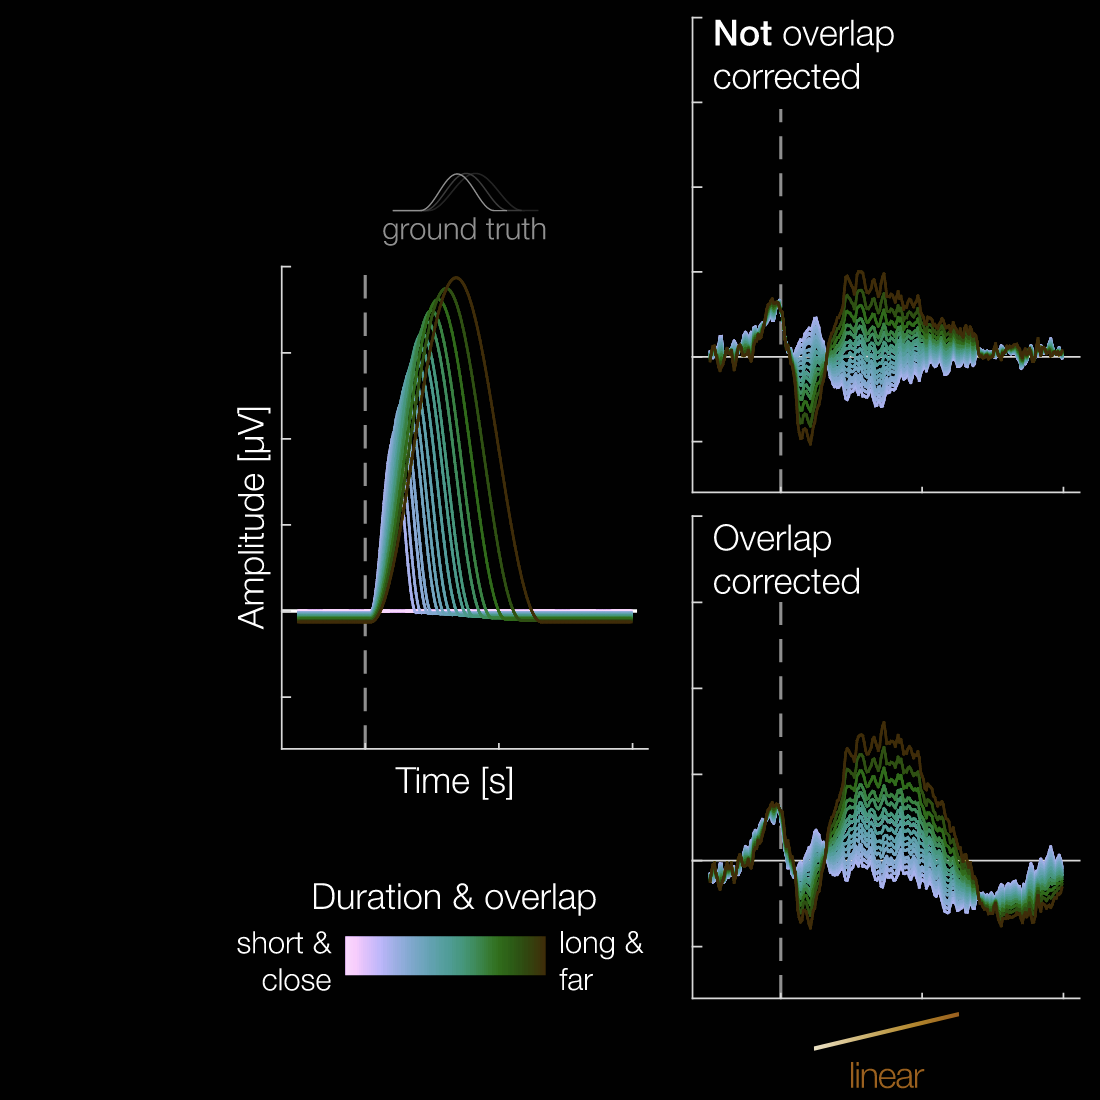 Not overlap
corrected
ground truth
Amplitude [µV]
Time [s]
Overlap
corrected
Duration & overlap
short &
close
long &
far
linear